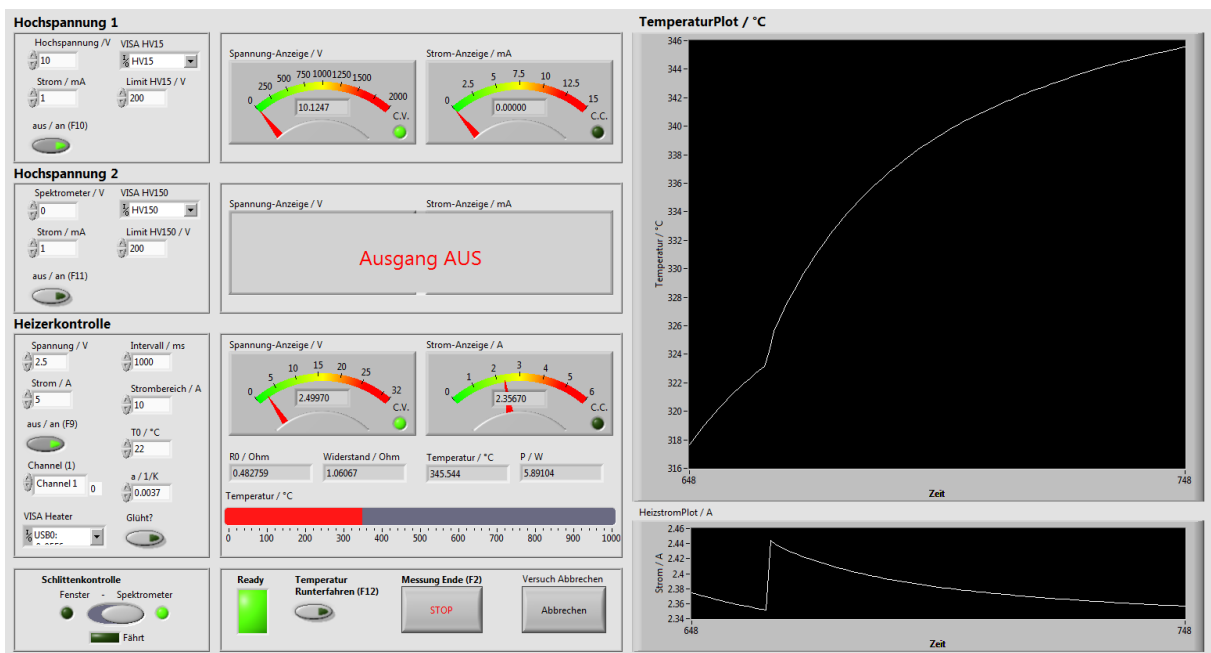 Hochspannung 1
Hochspannung /V VISA HV15
10 HV15
Strom / mA Limit HV15 / V
1 200
aus / an (F10)
Spannung-Anzeige / V Strom-Anzeige / mA
0 250 500 750 1000 1250 1500 2000
10.1247
C.V.
0 2.5 5 7.5 10 12.5 15
0.00000
C.C.
Hochspannung 2
Spektrometer / V VISA HV150
0 HV150
Strom / mA Limit HV150 / V
1 200
aus / an (F11)
Spannung-Anzeige / V Strom-Anzeige / mA
Ausgang AUS
Heizerkontrolle
Spannung / V Intervall / ms
2.5 1000
Strom / A Strombereich / A
5 10
aus / an (F9) T0 / °C
22
Channel (1) a / 1/K
Channel 1 0 0.0037
VISA Heater Glüht?
USB0:
Spannung-Anzeige / V Strom-Anzeige / A
0 5 10 15 20 25 32
2.49970
C.V.
0 1 2 3 4 5 6
2.35670
C.C.
R0 / Ohm Widerstand / Ohm Temperatur / °C P / W
0.482759 1.06067 345.544 5.89104
Temperatur / °C
0 100 200 300 400 500 600 700 800 900 1000
Schlittenkontrolle
Fenster - Spektrometer
Fährt
Ready
Temperatur
Runterfahren (F12)
Messung Ende (F2)
STOP
Versuch Abbrechen
Abbrechen
TemperaturPlot / °C
Temperatur / °C
346
344
342
340
338
336
334
332
330
328
326
324
322
320
318
316
648 748
Zeit
HeizstromPlot / A
Strom / A
2.46
2.44
2.42
2.4
2.38
2.36
2.34
648 748
Zeit